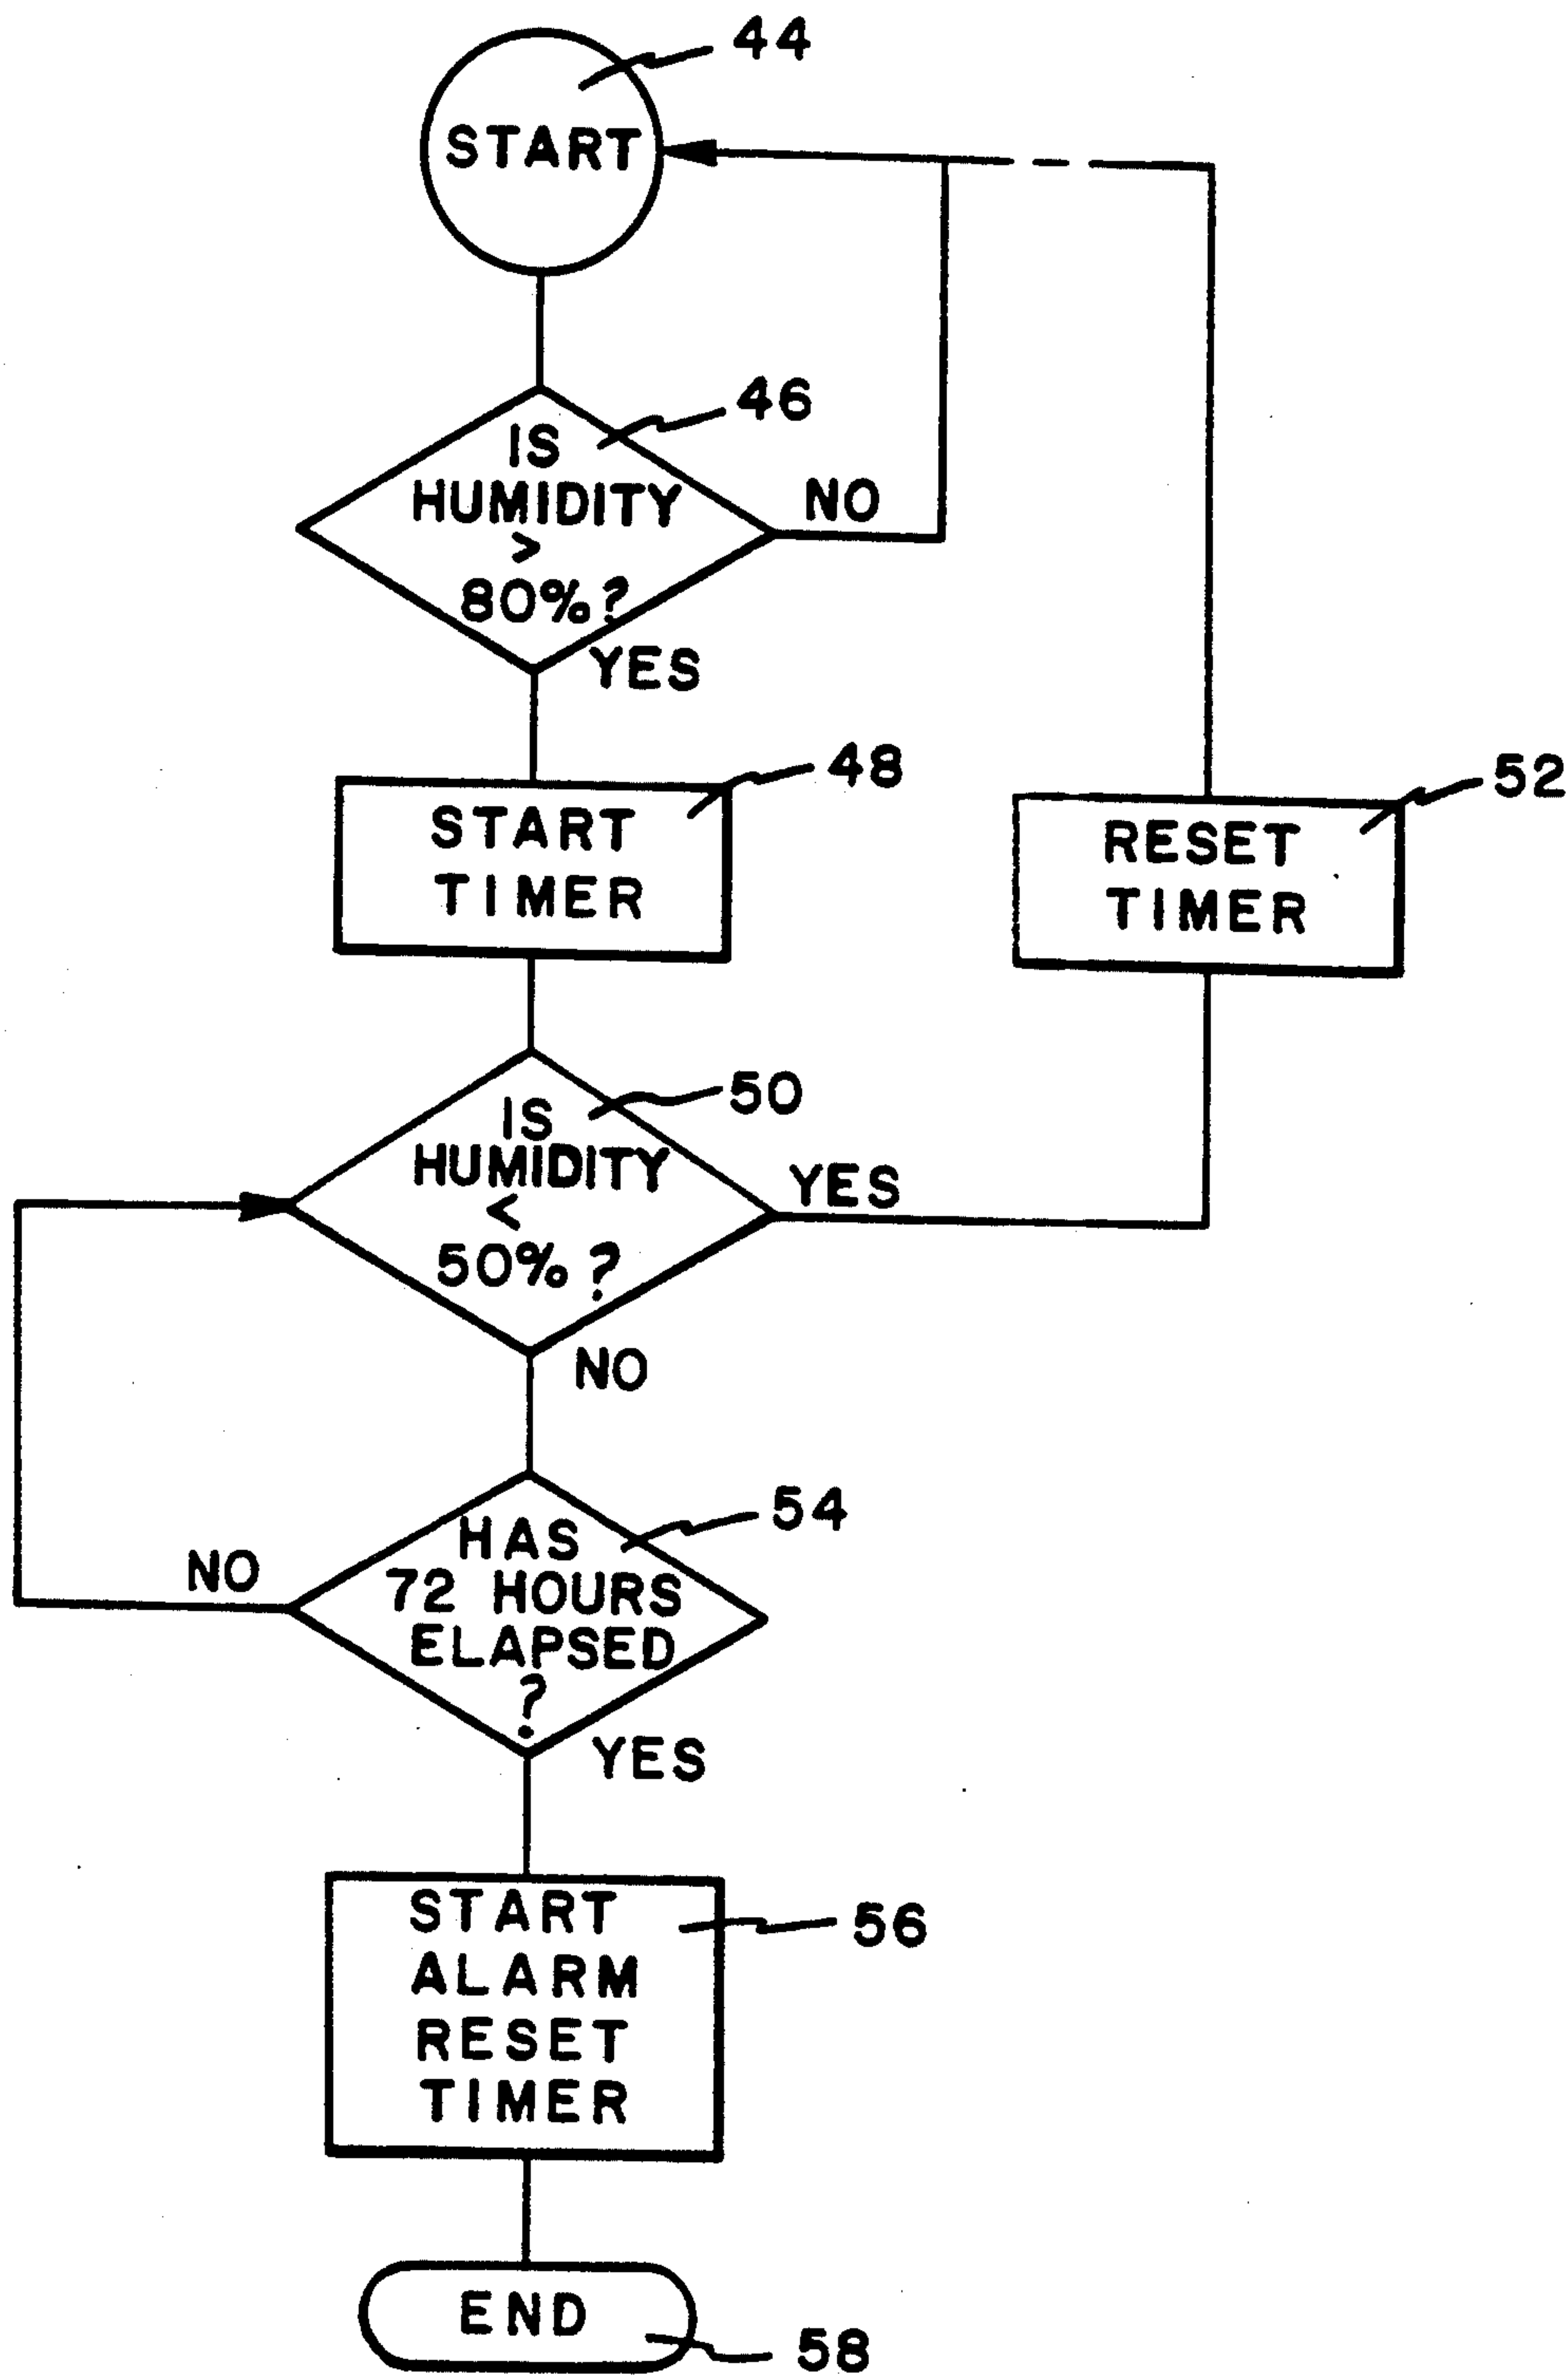 44
START
46
IS
HUMIDITY
>
80%?
NO
YES
48
START
TIMER
52
RESET
TIMER
50
IS
HUMIDITY
<
50%?
YES
NO
54
HAS
72 HOURS
ELAPSED
?
NO
YES
START
ALARM
RESET
TIMER
56
END
58